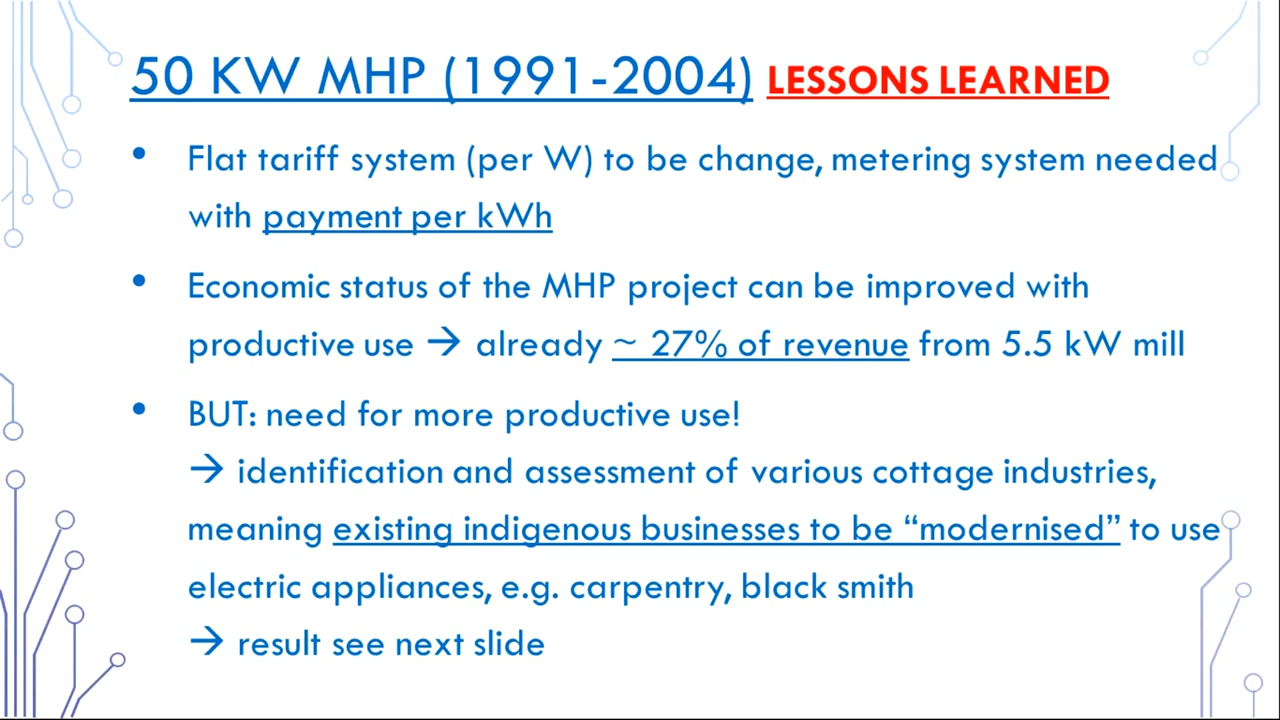 50 KW MHP (1991-2004) LESSONS LEARNED
• Flat tariff system (per W) to be change, metering system needed
with payment per kWh
• Economic status of the MHP project can be improved with
productive use → already ~ 27% of revenue from 5.5 kW mill
• BUT: need for more productive use!
→ identification and assessment of various cottage industries,
meaning existing indigenous businesses to be “modernised” to use
electric appliances, e.g. carpentry, black smith
→ result see next slide